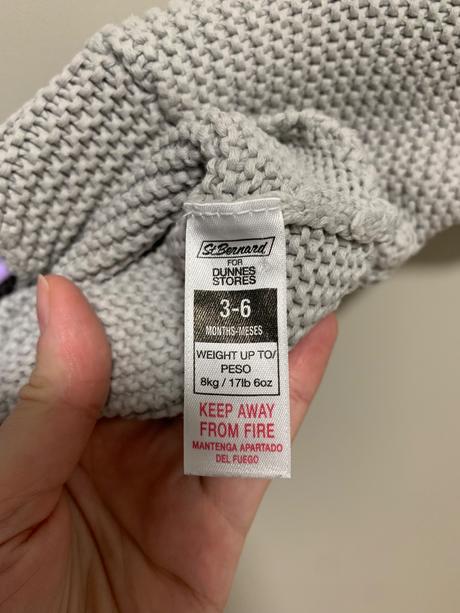 St.Bernard
FOR
DUNNES
STORES
3-6
MONTHS-MESES
WEIGHT UP TO/
PESO
8kg / 17lb 6oz
KEEP AWAY
FROM FIRE
MANTENGA APARTADO
DEL FUEGO